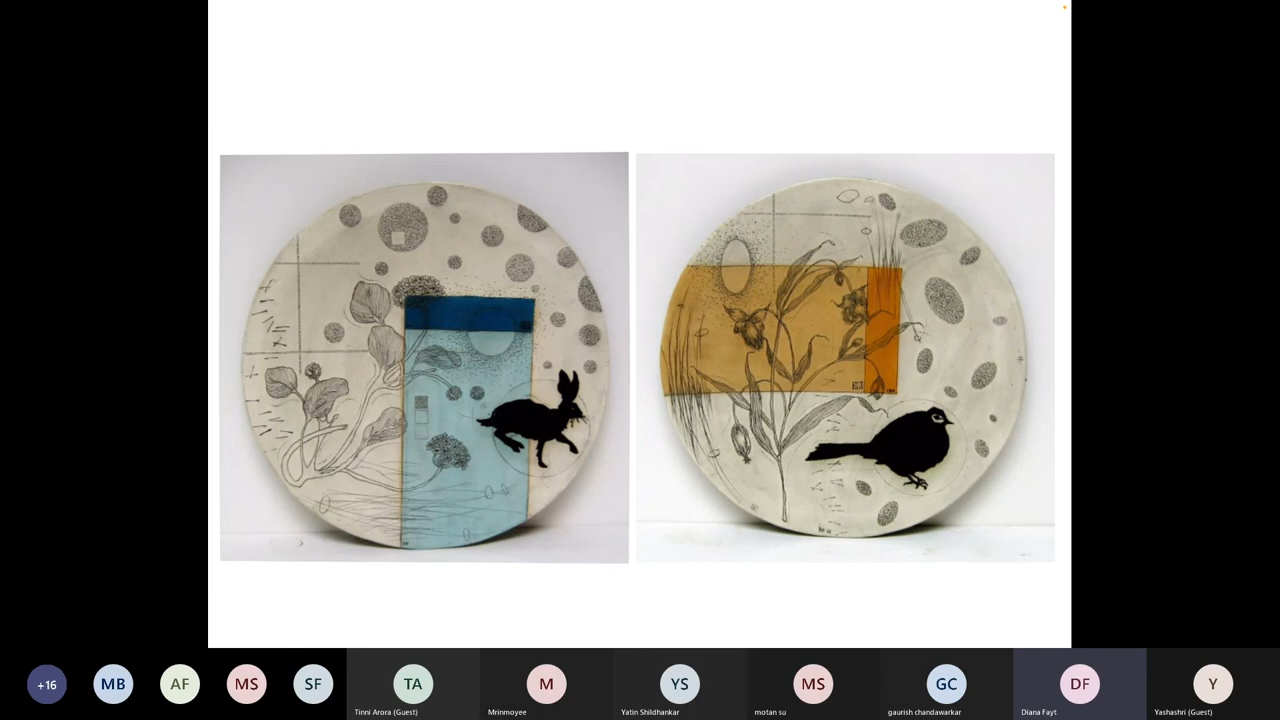 +16
MB
AF
MS
SF
TA
M
YS
MS
GC
DF
Y
Tinni Arora (Guest)
Mrinmoyee
Yatin Shildhankar
motan su
gaurish chandawarkar
Diana Fayt
Yashashri (Guest)